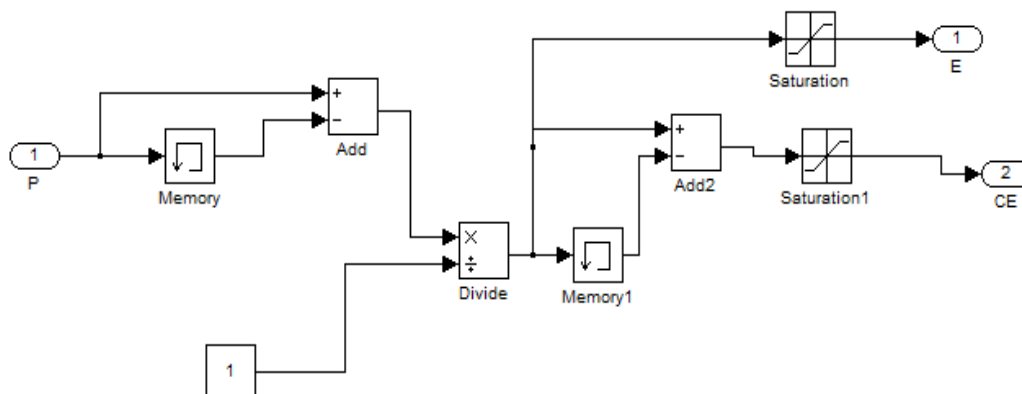 1
E
Saturation
+
−
Add
1
P
Memory
+
−
Add2
Saturation1
2
CE
×
÷
Divide
Memory1
1